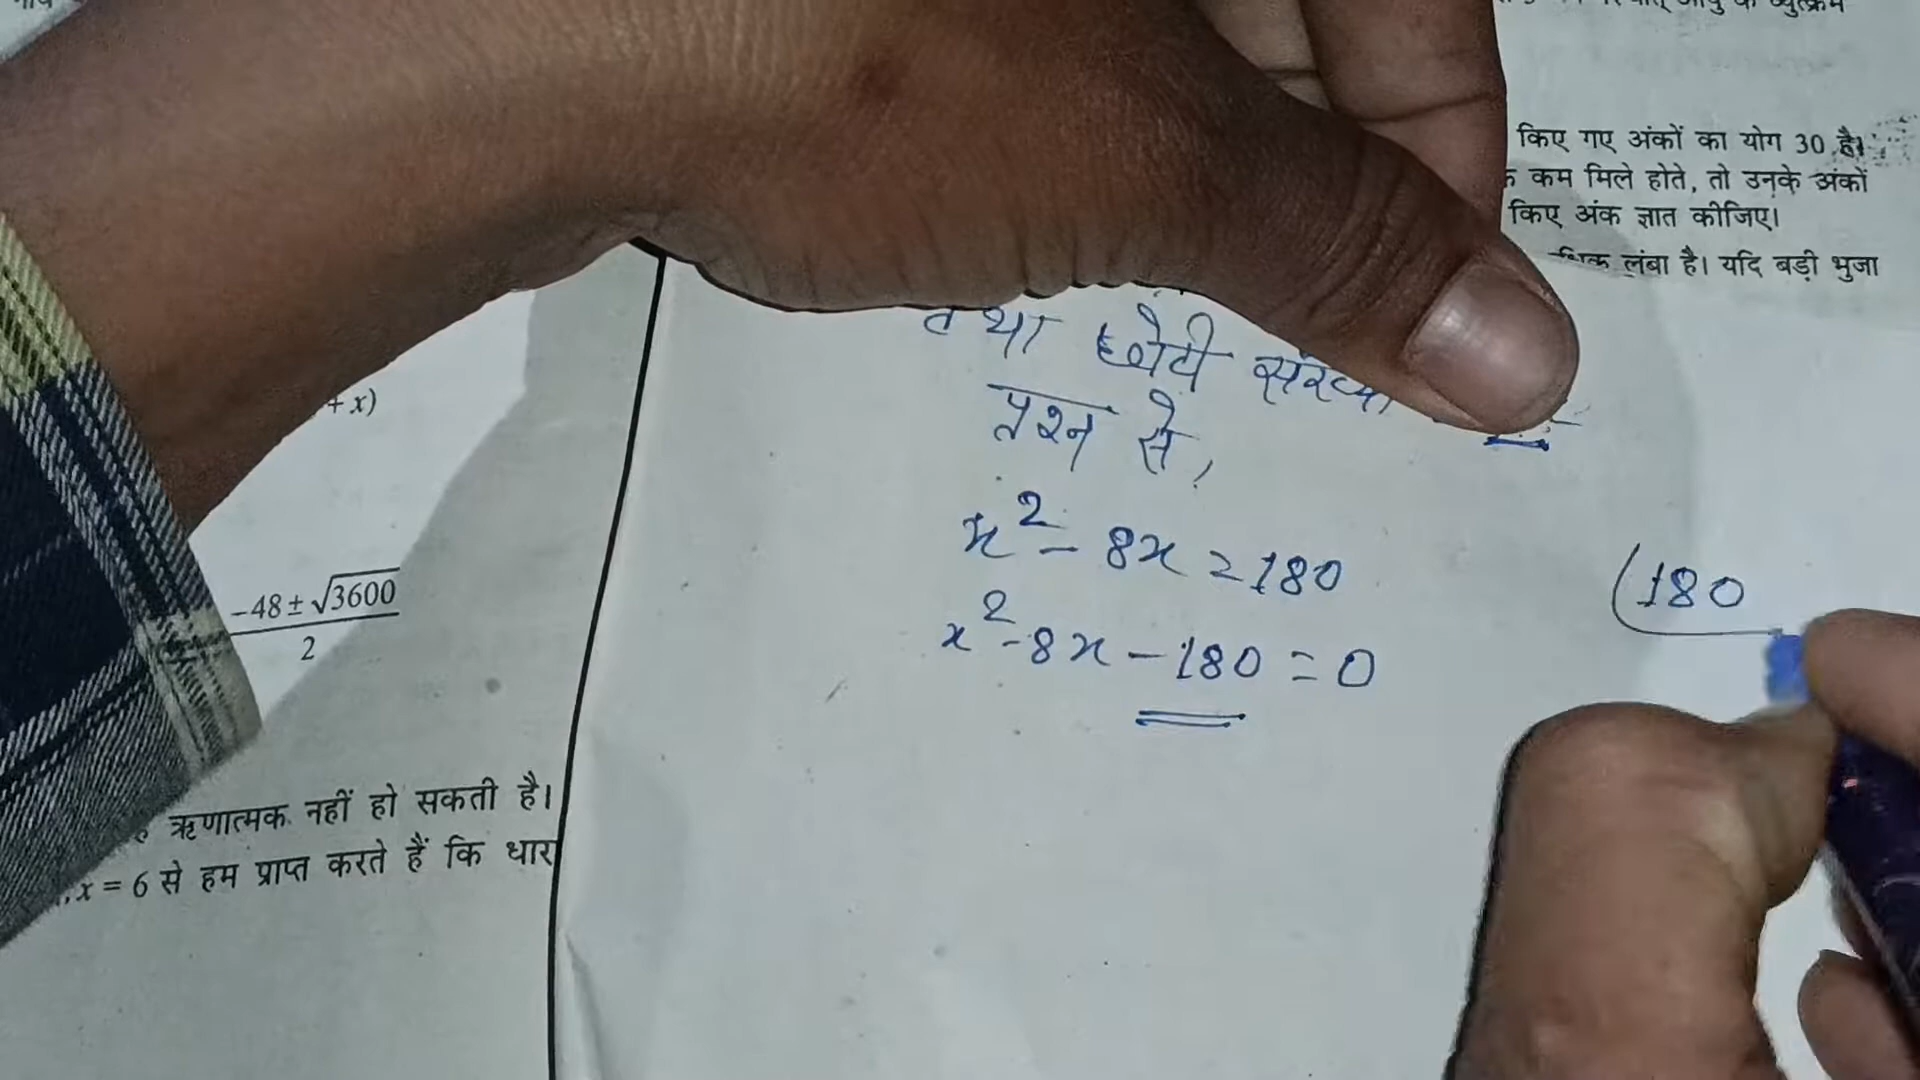 किए गए अंकों का योग 30 है।
कम मिले होते, तो उनके अंकों
किए अंक ज्ञात कीजिए।
लंबा है। यदि बड़ी भुजा
तथा छोटी संख्या
प्रश्न से,
x² - 8x = 180
x² - 8x - 180 = 0
180
+ x)
-48 ± √3600
2
ऋणात्मक नहीं हो सकती है।
x = 6 से हम प्राप्त करते हैं कि धारा